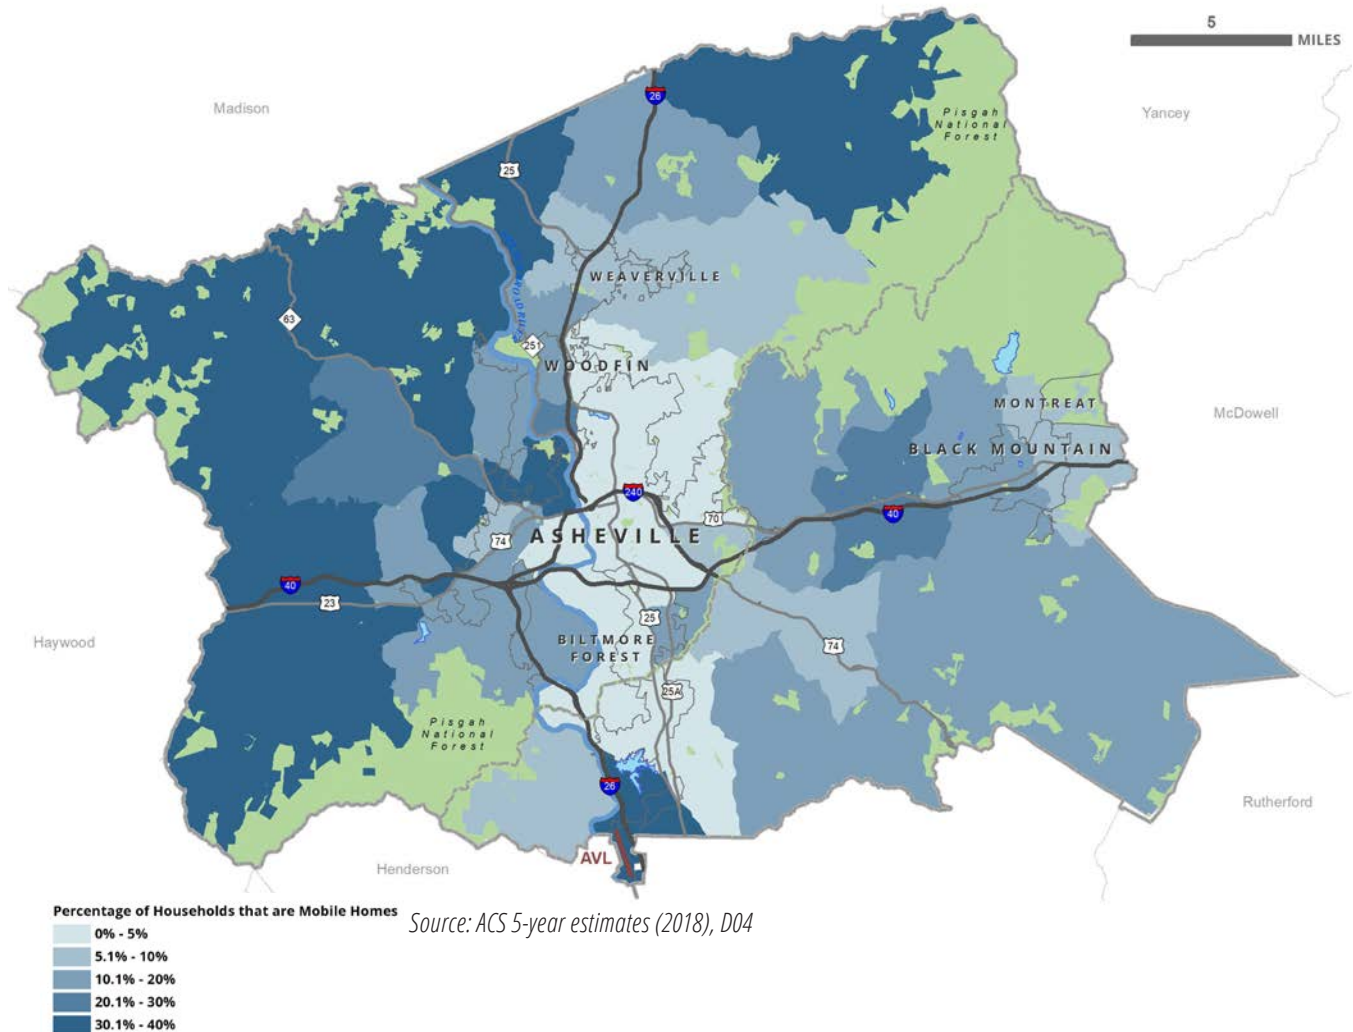 5
MILES
Madison
Yancey
26
Pisgah
National
Forest
25
WEAVERVILLE
63
251
WOODFIN
MONTREAT
McDowell
BLACK MOUNTAIN
240
70
40
ASHEVILLE
74
40
23
25
BILTMORE
FOREST
74
Haywood
25A
Pisgah
National
Forest
26
Rutherford
AVL
Henderson
Percentage of Households that are Mobile Homes
Source: ACS 5-year estimates (2018), D04
0% - 5%
5.1% - 10%
10.1% - 20%
20.1% - 30%
30.1% - 40%